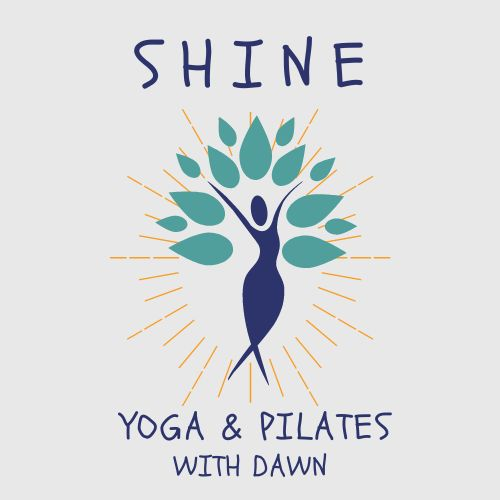 SHINE
YOGA & PILATES
WITH DAWN